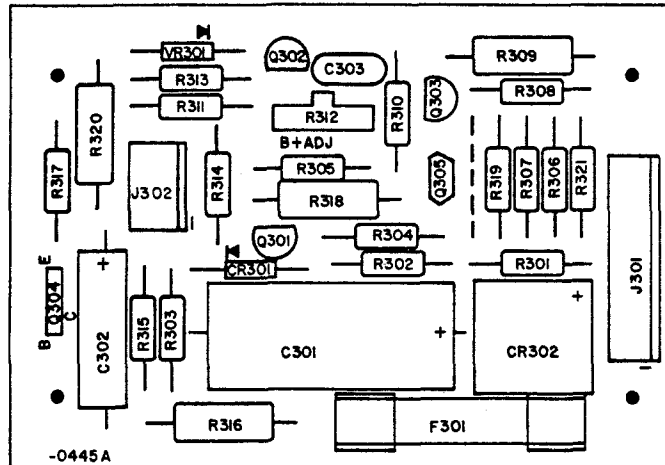 VR301
Q302
C303
R309
R313
R308
R311
R312
R310
Q303
R320
B+ADJ
R317
J302
R314
R305
Q305
R319
R307
R306
R321
R318
Q301
R304
CR301
R302
R301
J301
E
Q304
B
C
+
C302
R315
R303
C301
+
CR302
+
R316
F301
-0445A